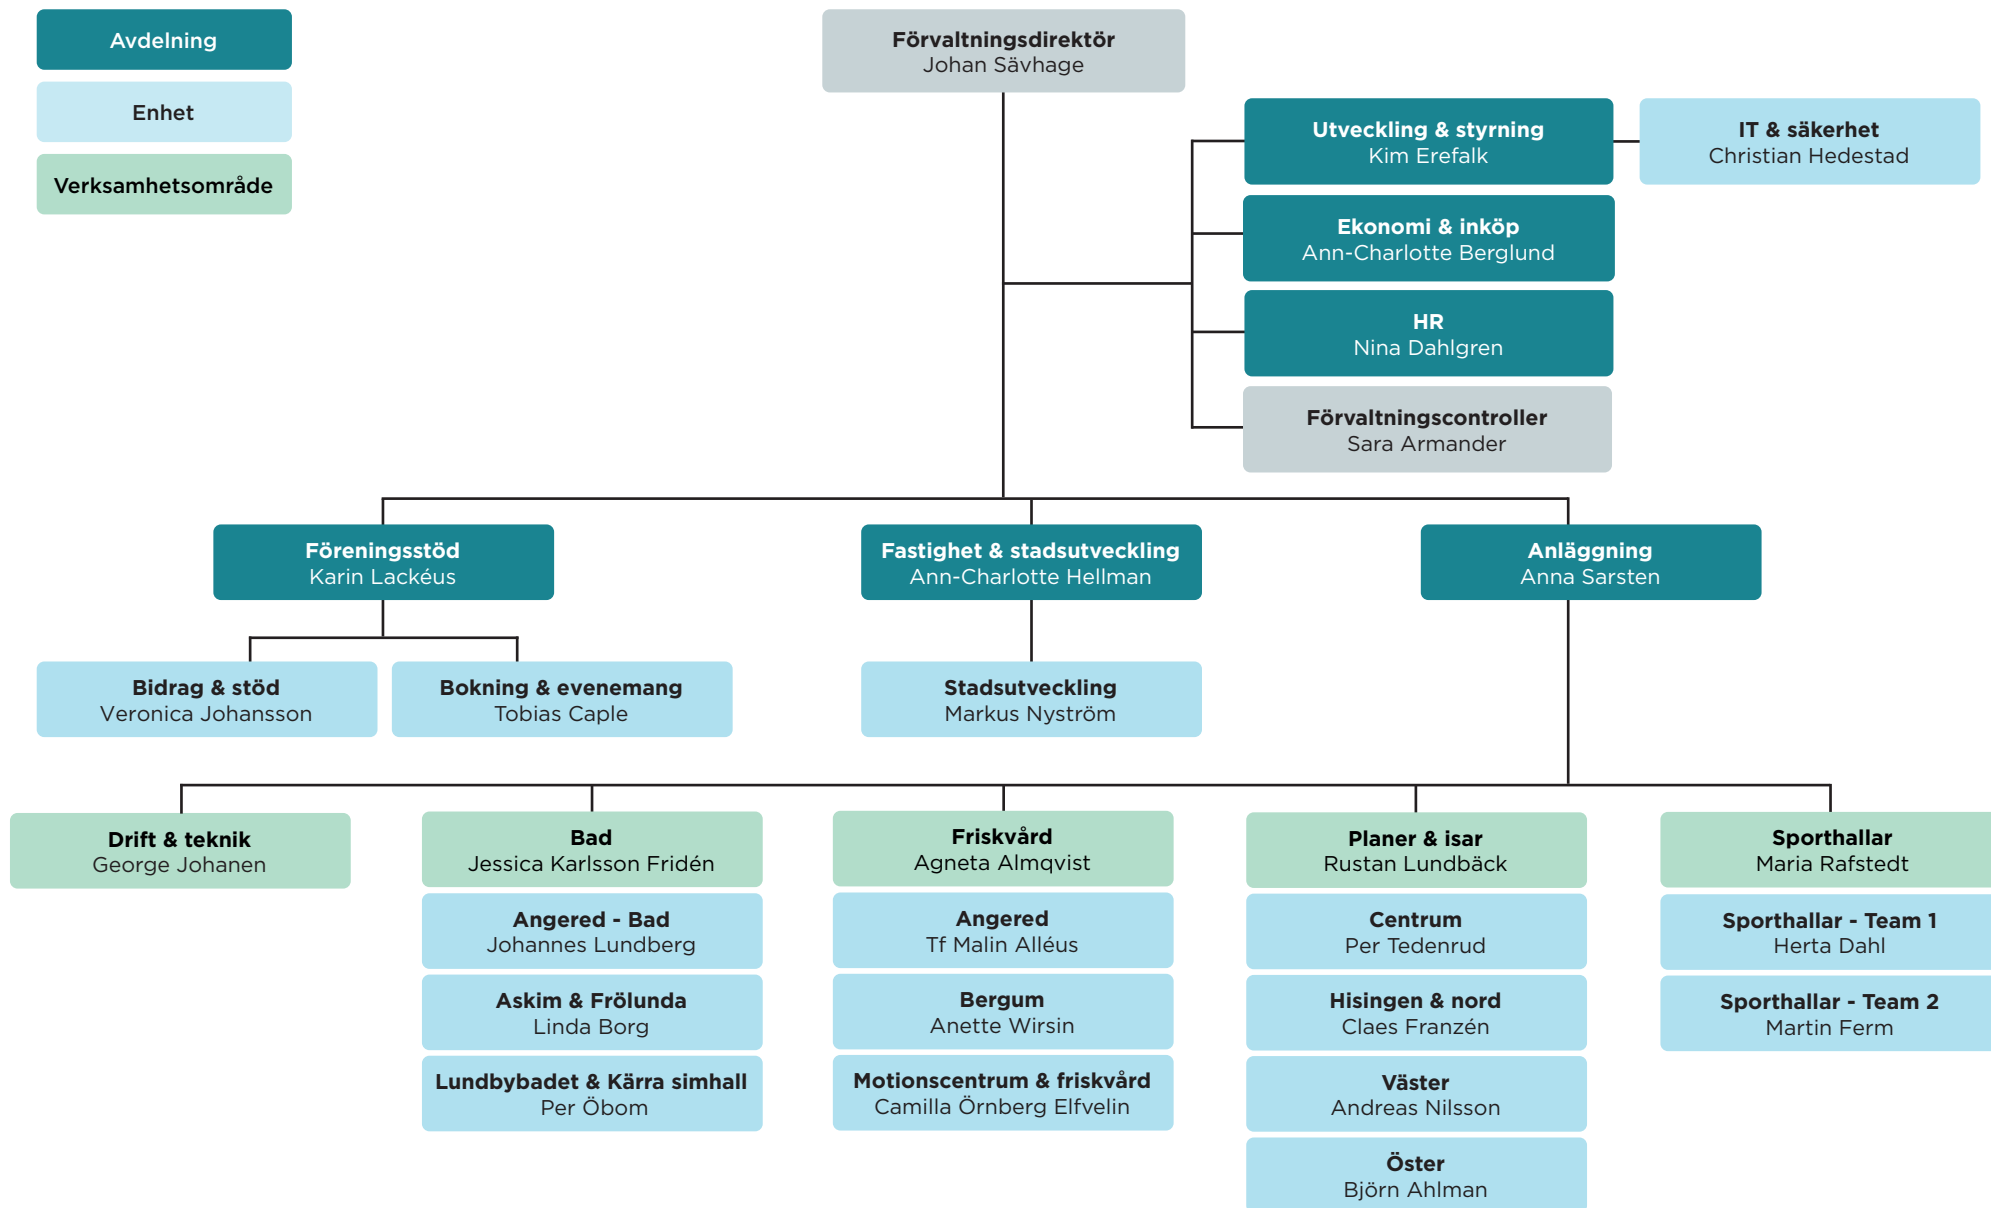 Avdelning
Enhet
Verksamhetsområde
Förvaltningsdirektör
Johan Sävhage
Utveckling & styrning
Kim Erefalk
IT & säkerhet
Christian Hedestad
Ekonomi & inköp
Ann-Charlotte Berglund
HR
Nina Dahlgren
Förvaltningscontroller
Sara Armander
Föreningsstöd
Karin Lackéus
Fastighet & stadsutveckling
Ann-Charlotte Hellman
Anläggning
Anna Sarsten
Bidrag & stöd
Veronica Johansson
Bokning & evenemang
Tobias Caple
Stadsutveckling
Markus Nyström
Drift & teknik
George Johanen
Bad
Jessica Karlsson Fridén
Angered - Bad
Johannes Lundberg
Askim & Frölunda
Linda Borg
Lundbybadet & Kärra simhall
Per Öbom
Friskvård
Agneta Almqvist
Angered
Tf Malin Alléus
Bergum
Anette Wirsin
Motionscentrum & friskvård
Camilla Örnberg Elfvelin
Planer & isar
Rustan Lundbäck
Centrum
Per Tedenrud
Hisingen & nord
Claes Franzén
Väster
Andreas Nilsson
Öster
Björn Ahlman
Sporthallar
Maria Rafstedt
Sporthallar - Team 1
Herta Dahl
Sporthallar - Team 2
Martin Ferm